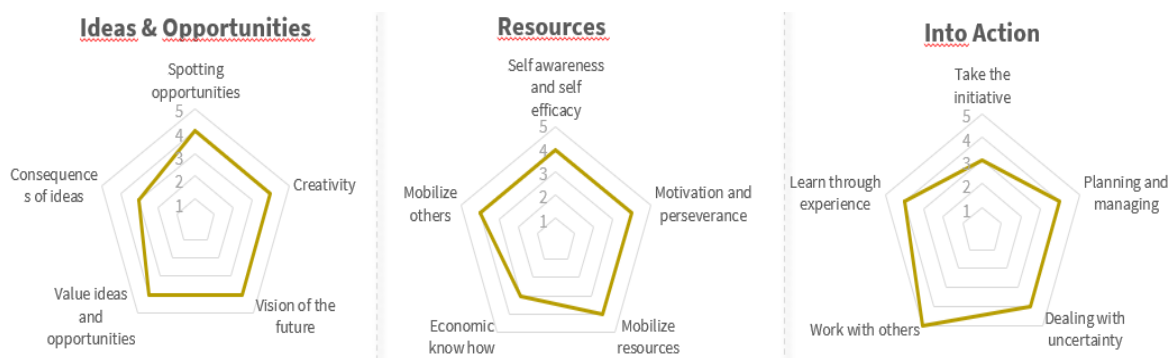 Ideas & Opportunities
Spotting
opportunities
5
4
3
2
1
Creativity
Vision of the
future
Value ideas
and
opportunities
Consequence
s of ideas
Resources
Self awareness
and self
efficacy
5
4
3
2
1
Motivation and
perseverance
Mobilize
resources
Economic
know how
Mobilize
others
Into Action
Take the
initiative
5
4
3
2
1
Planning and
managing
Dealing with
uncertainty
Work with others
Learn through
experience